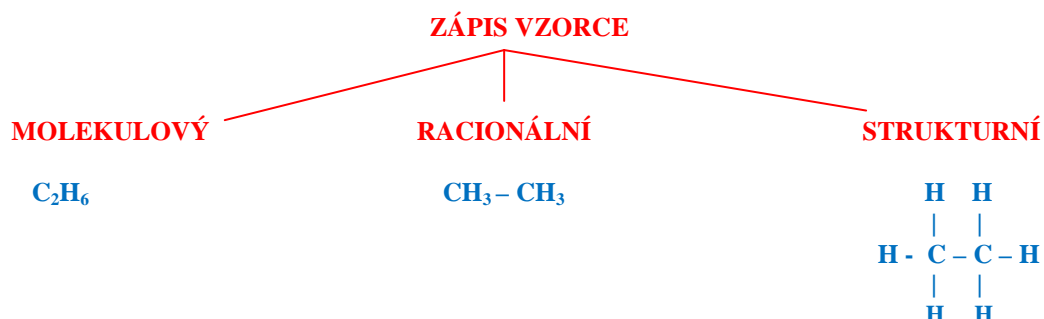 ZÁPIS VZORCE
MOLEKULOVÝ RACIONÁLNÍ STRUKTURNÍ
C₂H₆ CH₃ – CH₃ H H
| |
H - C – C – H
| |
H H